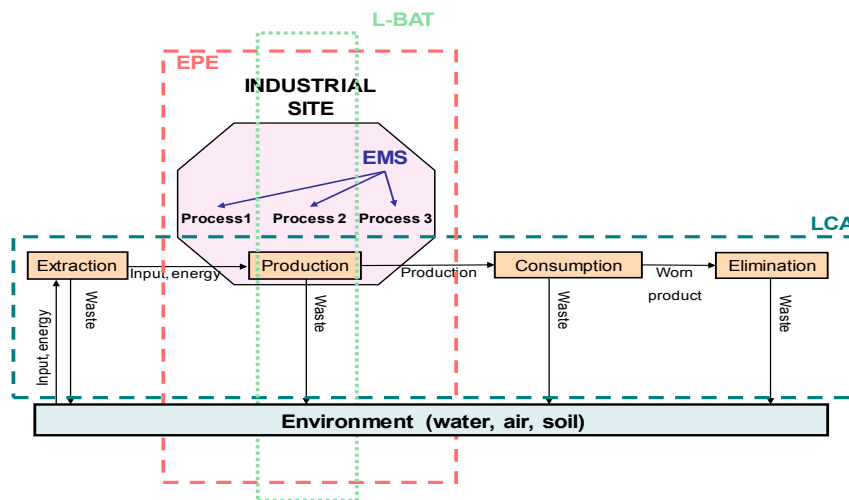 L-BAT
EPE
INDUSTRIAL
SITE
EMS
Process1 Process 2 Process 3
LCA
Extraction
Input, energy
Production
Production
Consumption
Worn
product
Elimination
Input, energy
Waste
Waste
Waste
Waste
Environment (water, air, soil)